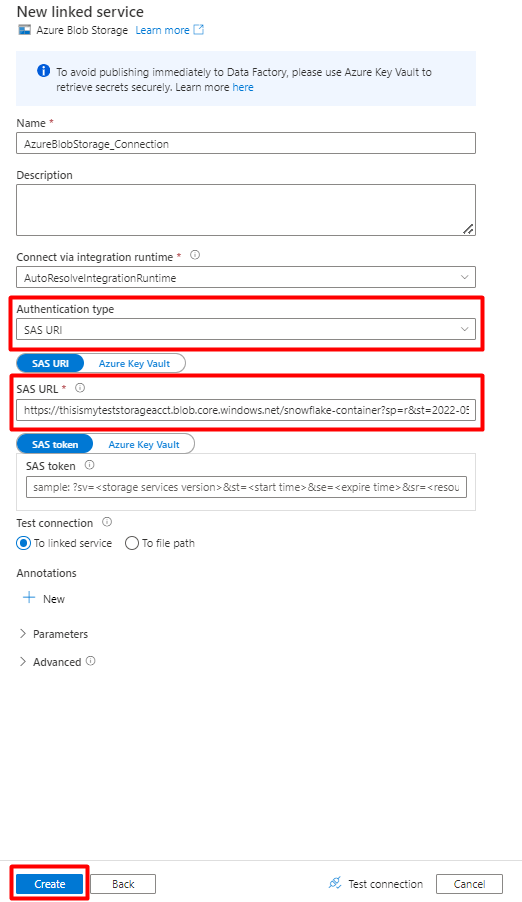 New linked service
Azure Blob Storage Learn more
To avoid publishing immediately to Data Factory, please use Azure Key Vault to
retrieve secrets securely. Learn more here
Name *
AzureBlobStorage_Connection
Description
Connect via integration runtime *
AutoResolveIntegrationRuntime
Authentication type
SAS URI
SAS URI Azure Key Vault
SAS URL *
https://thisismyteststorageacct.blob.core.windows.net/snowflake-container?sp=r&st=2022-05
SAS token Azure Key Vault
SAS token
sample: ?sv=<storage services version>&st=<start time>&se=<expire time>&sr=<resou
Test connection
To linked service To file path
Annotations
New
Parameters
Advanced
Create Back Test connection Cancel